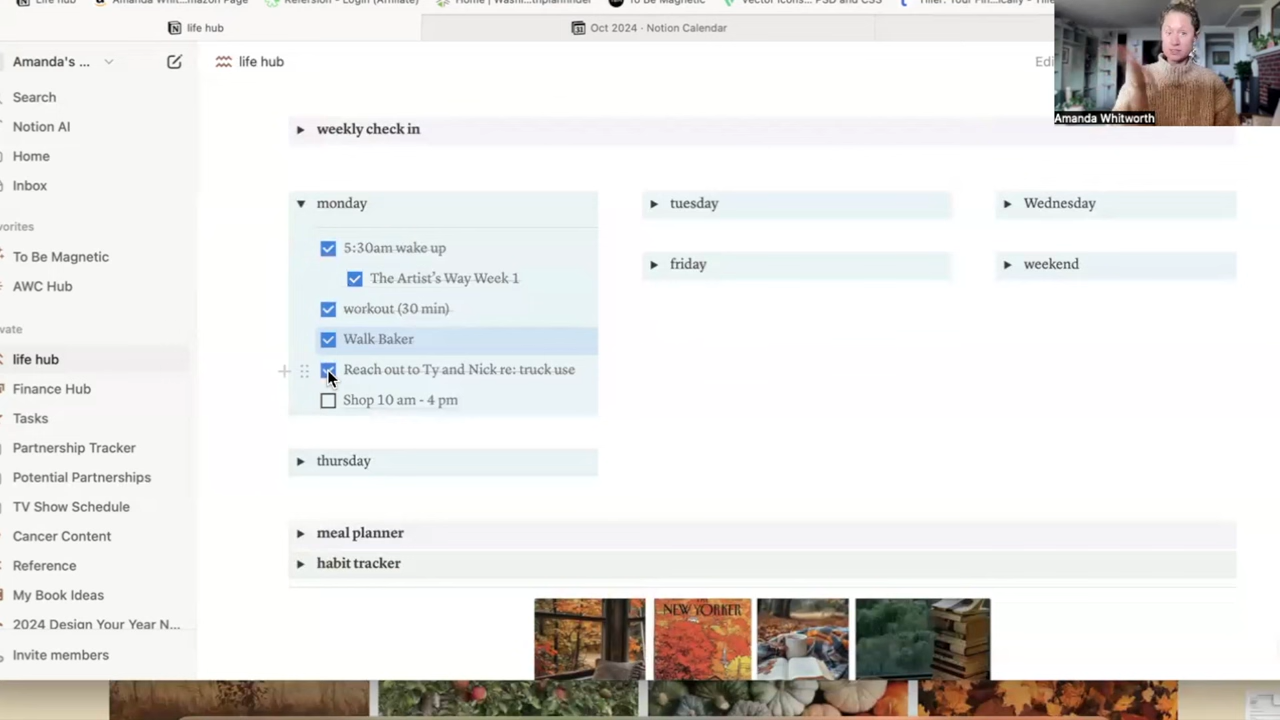 life hub
Oct 2024 · Notion Calendar
Amanda's ...
life hub
Amanda Whitworth
Search
Notion AI
Home
Inbox
To Be Magnetic
AWC Hub
life hub
Finance Hub
Tasks
Partnership Tracker
Potential Partnerships
TV Show Schedule
Cancer Content
Reference
My Book Ideas
2024 Design Your Year N...
Invite members
weekly check in
monday
5:30am wake up
The Artist's Way Week 1
workout (30 min)
Walk Baker
Reach out to Ty and Nick re: truck use
Shop 10 am - 4 pm
tuesday
Wednesday
friday
weekend
thursday
meal planner
habit tracker
NEW YORKER